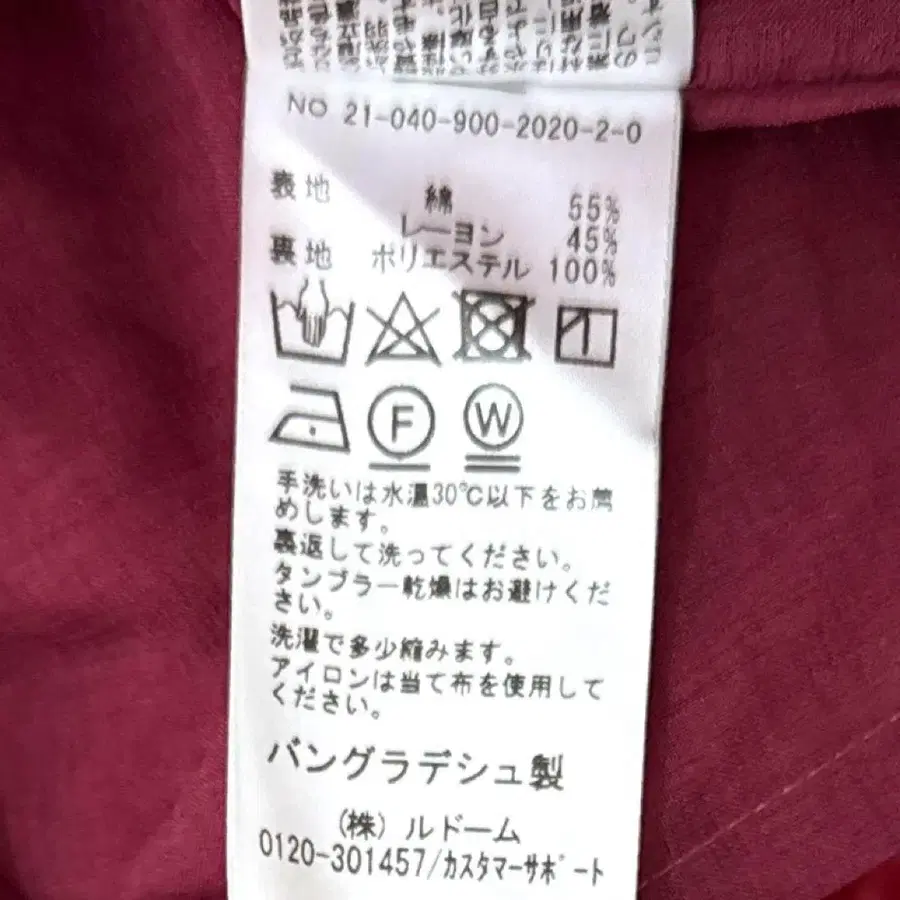 NO 21-040-900-2020-2-0
表地 綿 55%
レーヨン 45%
裏地 ポリエステル 100%
F W
手洗いは水温30℃以下をお薦
めします。
裏返して洗ってください。
タンブラー乾燥はお避けくだ
さい。
洗濯で多少縮みます。
アイロンは当て布を使用して
ください。
バングラデシュ製
(株)ルドーム
0120-301457/カスタマーサポート